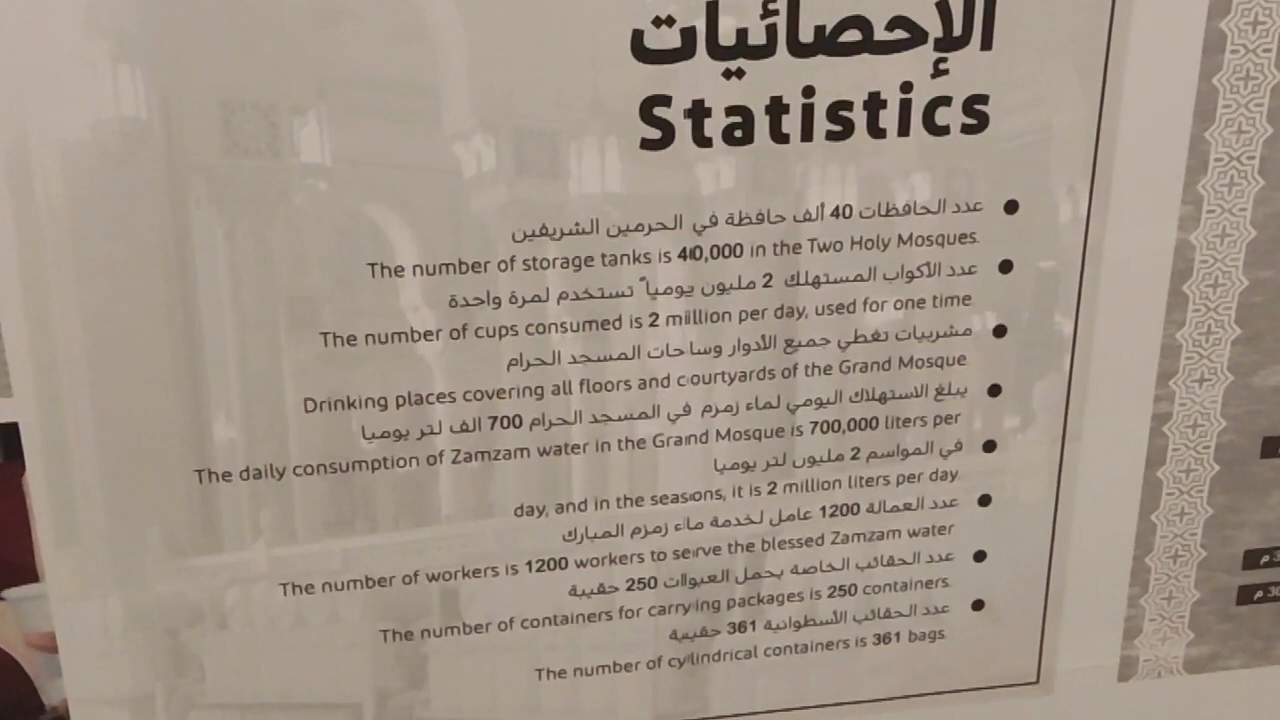 الإحصائيات
Statistics
عدد الحافظات 40 ألف حافظة في الحرمين الشريفين
The number of storage tanks is 40,000 in the Two Holy Mosques.
عدد الأكواب المستهلك 2 مليون يومياً تستخدم لمرة واحدة
The number of cups consumed is 2 million per day, used for one time
مشربيات تغطي جميع الأدوار وساحات المسجد الحرام
Drinking places covering all floors and courtyards of the Grand Mosque
يبلغ الاستهلاك اليومي لماء زمزم في المسجد الحرام 700 الف لتر يوميا
The daily consumption of Zamzam water in the Grand Mosque is 700,000 liters per
في المواسم 2 مليون لتر يوميا
day, and in the seasons, it is 2 million liters per day.
عدد العمالة 1200 عامل لخدمة ماء زمزم المبارك
The number of workers is 1200 workers to serve the blessed Zamzam water
عدد الحقائب الخاصة بحمل العبوات 250 حقيبة
The number of containers for carrying packages is 250 containers.
عدد الحقائب الأسطوانية 361 حقيبة
The number of cylindrical containers is 361 bags.